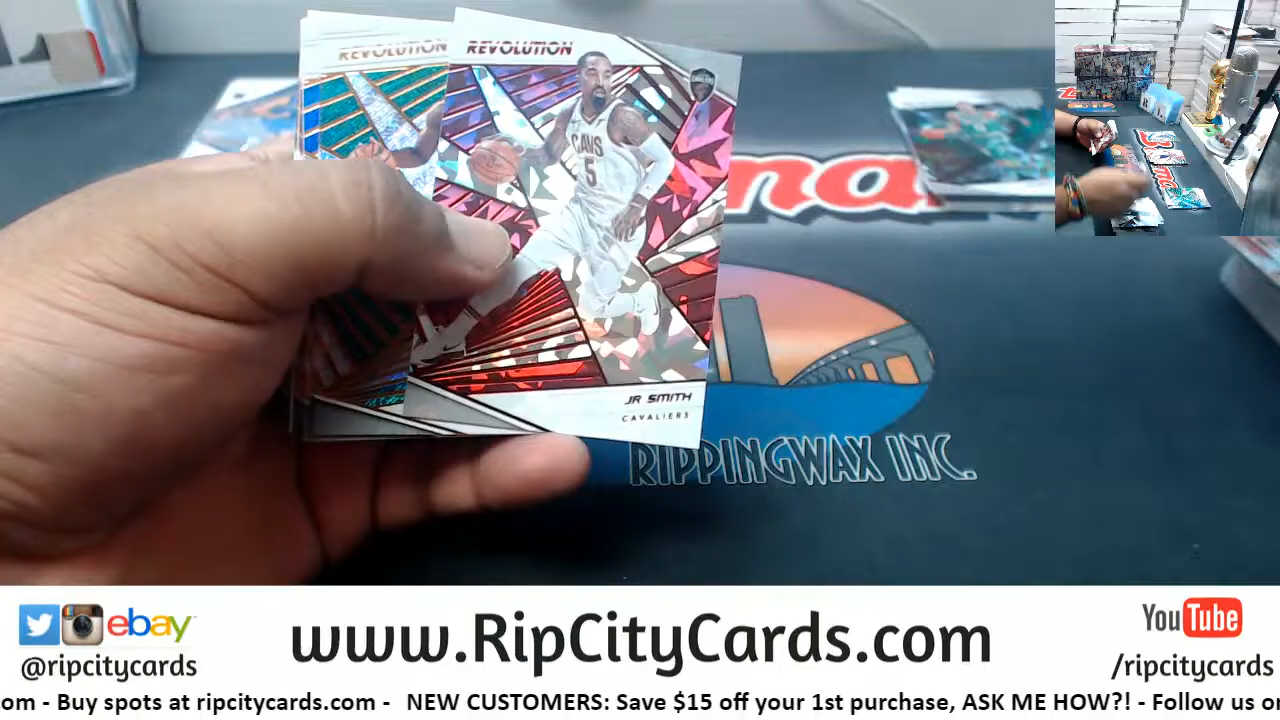 REVOLUTION
REVOLUTION
CAVS
5
JR SMITH
CAVALIERS
RIPPINGWAX INC.
ebay
@ripcitycards
www.RipCityCards.com
YouTube
/ripcitycards
om - Buy spots at ripcitycards.com - NEW CUSTOMERS: Save $15 off your 1st purchase, ASK ME HOW?! - Follow us o